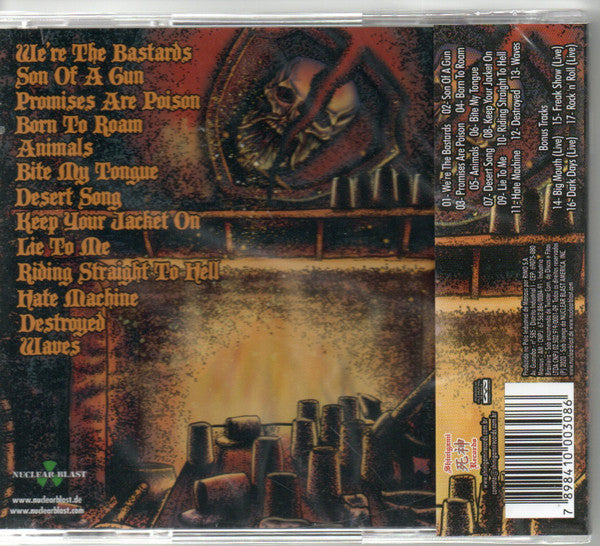 We're The Bastards
Son Of A Gun
Promises Are Poison
Born To Roam
Animals
Bite My Tongue
Desert Song
Keep Your Jacket On
Lie To Me
Riding Straight To Hell
Hate Machine
Destroyed
Waves
NUCLEAR BLAST
www.nuclearblast.de
www.nuclearblast.com
01- We're The Bastards 02- Son Of A Gun
03- Promises Are Poison 04- Born To Roam
05- Animals 06- Bite My Tongue
07- Desert Song 08- Keep Your Jacket On
09- Lie To Me 10- Riding Straight To Hell
11- Hate Machine 12- Destroyed 13- Waves
Bonus Tracks
14- Big Mouth (Live) 15- Freak Show (Live)
16- Dark Days (Live) 17- Rock 'n' Roll (Live)
Shinigami
死神
Records
7 898410 003086